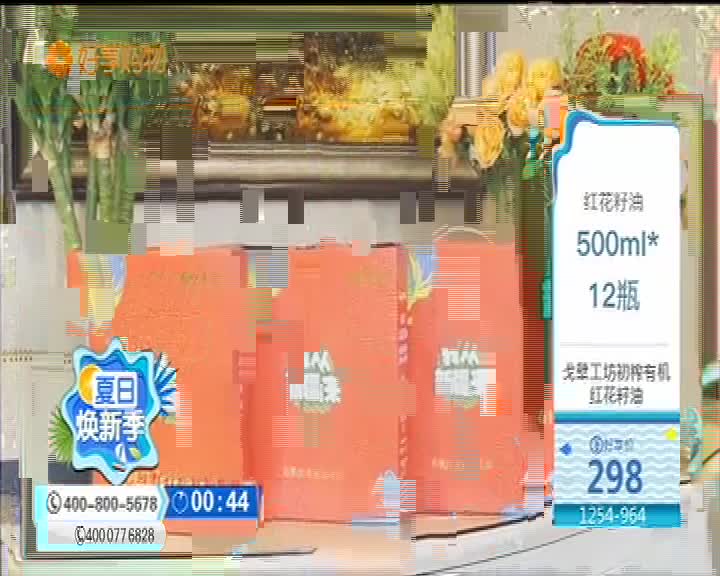 好享购物
红花籽油
500ml*
12瓶
戈壁工坊初榨有机
红花籽油
好享价
298
1254-964
夏日
焕新季
400-800-5678
00:44
4000776828